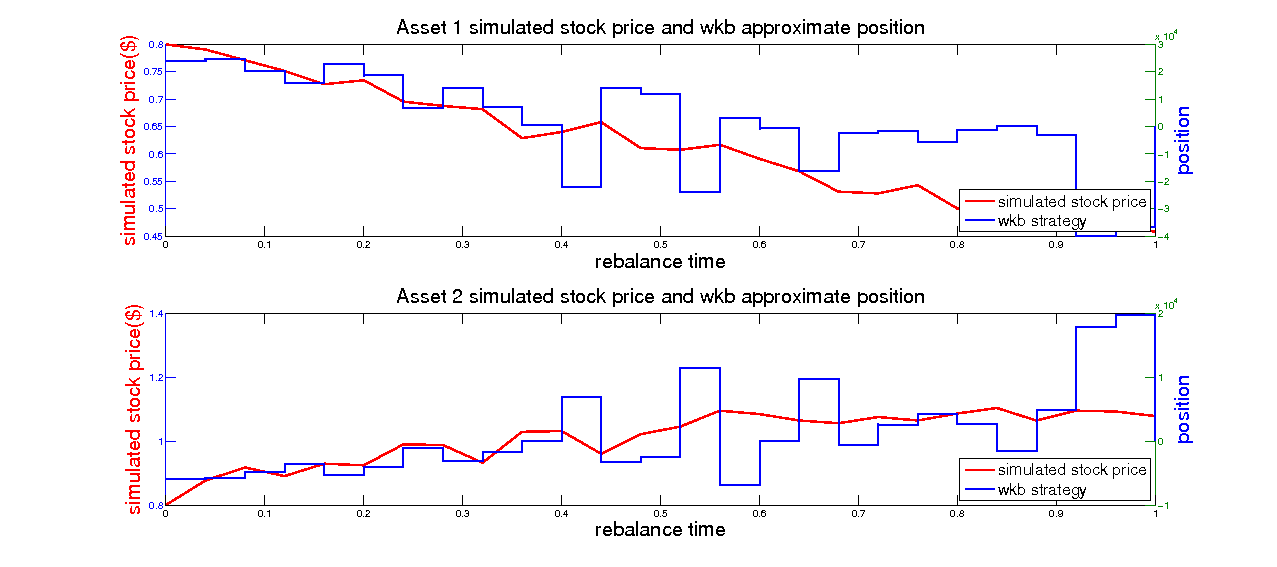 Asset 1 simulated stock price and wkb approximate position
x 10^4
simulated stock price($)
0.8
0.75
0.7
0.65
0.6
0.55
0.5
0.45
3
2
1
0
−1
−2
−3
−4
position
simulated stock price
wkb strategy
0 0.1 0.2 0.3 0.4 0.5 0.6 0.7 0.8 0.9 1
rebalance time
Asset 2 simulated stock price and wkb approximate position
x 10^4
simulated stock price($)
1.4
1.2
1
0.8
2
1
0
−1
position
simulated stock price
wkb strategy
0 0.1 0.2 0.3 0.4 0.5 0.6 0.7 0.8 0.9 1
rebalance time